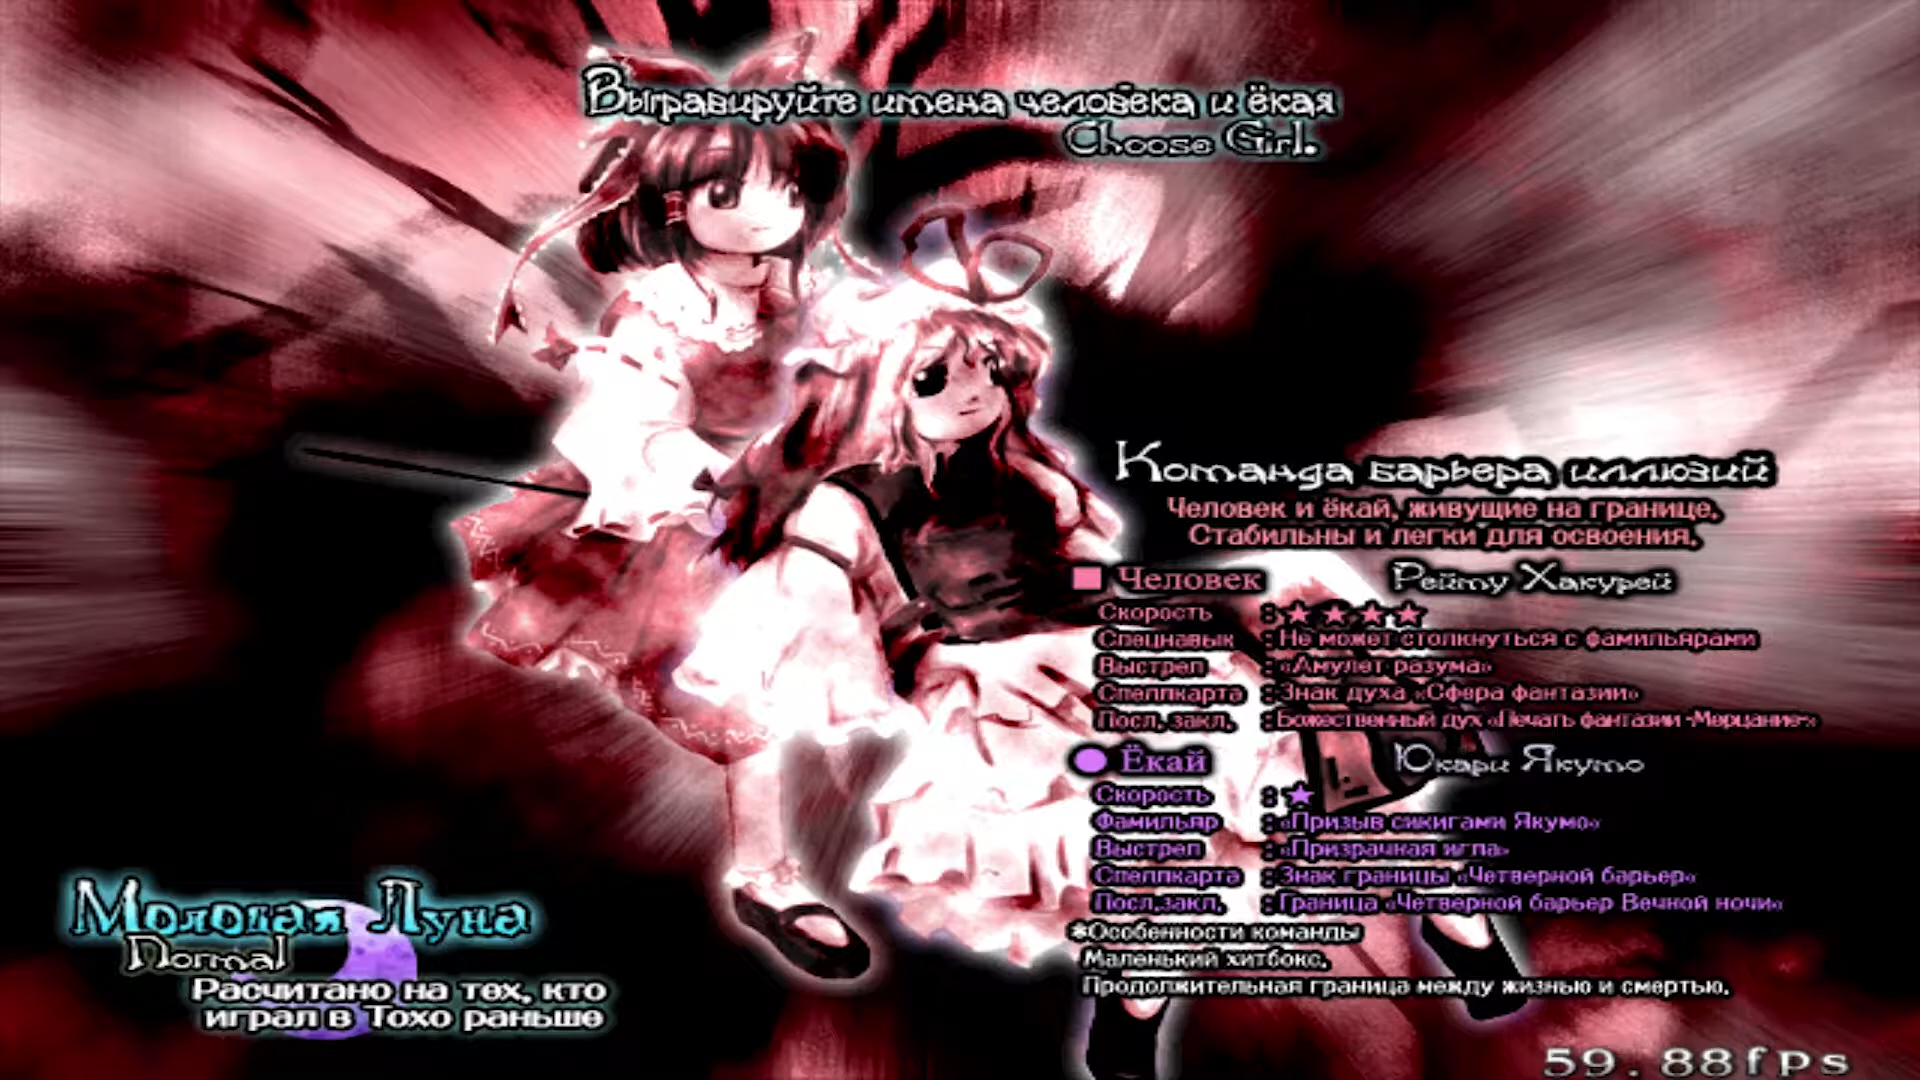 Выгравируйте имена человека и ёкая
Choose Girl.
Команда барьера иллюзий
Человек и ёкай, живущие на границе.
Стабильны и легки для освоения.
Человек Рейму Хакурей
Скорость : ★ ★ ★ ★
Спецнавык : Не может столкнуться с фамильярами
Выстрел : «Амулет разума»
Спеллкарта : Знак духа «Сфера фантазии»
Посл. закл. : Божественный дух «Печать фантазии -Мерцание-»
Ёкай Юкари Якумо
Скорость : ★
Фамильяр : «Призыв сикигами Якумо»
Выстрел : «Призрачная игла»
Спеллкарта : Знак границы «Четверной барьер»
Посл.закл. : Граница «Четверной барьер Вечной ночи»
*Особенности команды
Маленький хитбокс.
Продолжительная граница между жизнью и смертью.
Молодая Луна
Normal
Расчитано на тех, кто
играл в Тохо раньше
59.88fps